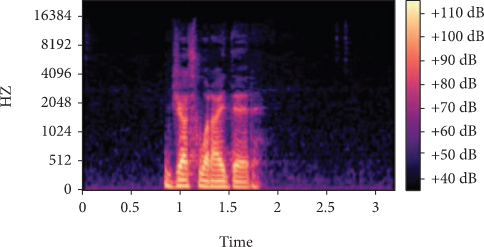 16384
8192
4096
2048
1024
512
0
HZ
0 0.5 1 1.5 2 2.5 3
Time
+110 dB
+100 dB
+90 dB
+80 dB
+70 dB
+60 dB
+50 dB
+40 dB